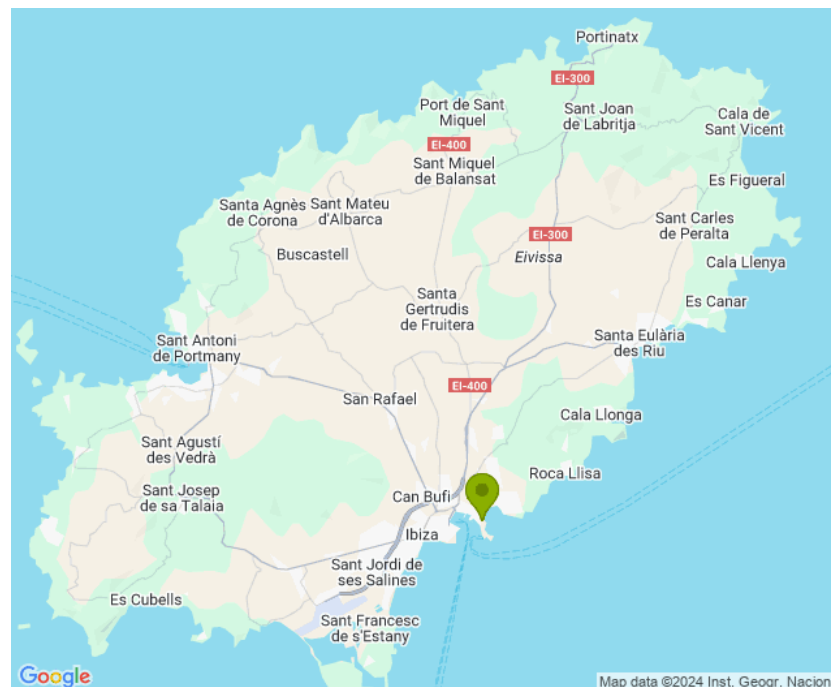 Portinatx
EI-300
Port de Sant
Miquel
Sant Joan
de Labritja
Cala de
Sant Vicent
EI-400
Sant Miquel
de Balansat
Es Figueral
Santa Agnès
de Corona
Sant Mateu
d'Albarca
Sant Carles
de Peralta
EI-300
Buscastell
Eivissa
Cala Llenya
Santa
Gertrudis
de Fruitera
Es Canar
Sant Antoni
de Portmany
Santa Eulària
des Riu
EI-400
San Rafael
Cala Llonga
Sant Agustí
des Vedrà
Roca Llisa
Sant Josep
de sa Talaia
Can Bufi
Ibiza
Sant Jordi de
ses Salines
Es Cubells
Sant Francesc
de s'Estany
Google
Map data ©2024 Inst. Geogr. Nacion